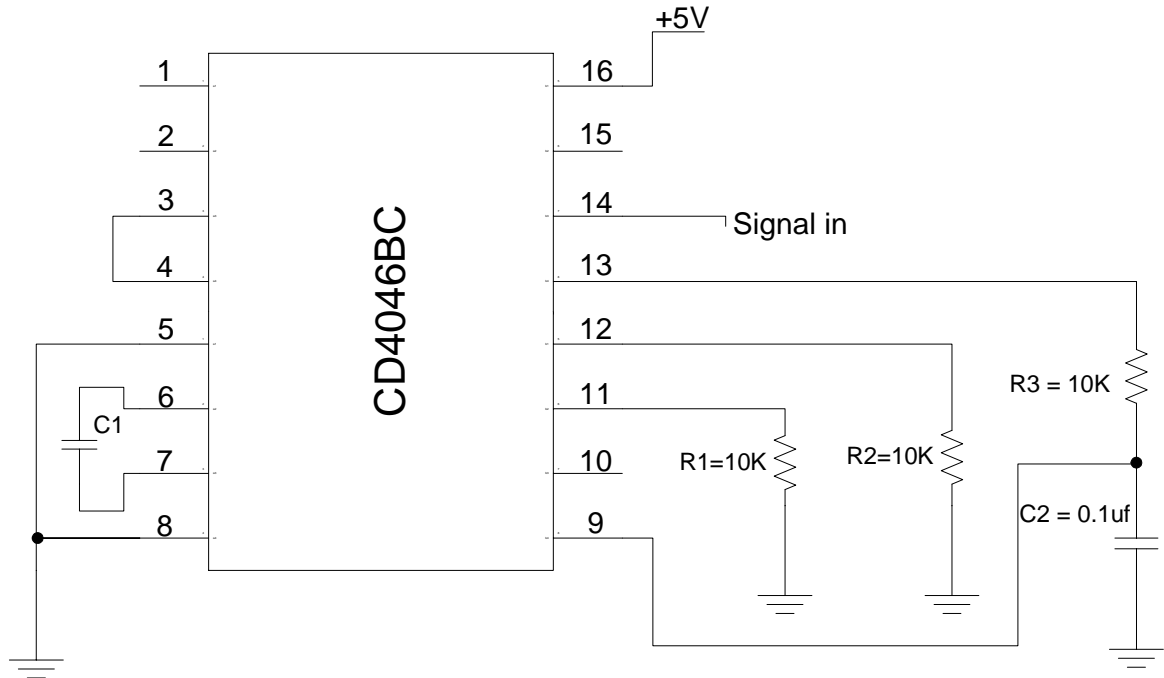 +5V
1
16
2
15
3
14
Signal in
4
13
CD4046BC
5
12
R3 = 10K
6
11
C1
R1=10K
R2=10K
7
10
C2 = 0.1uf
8
9